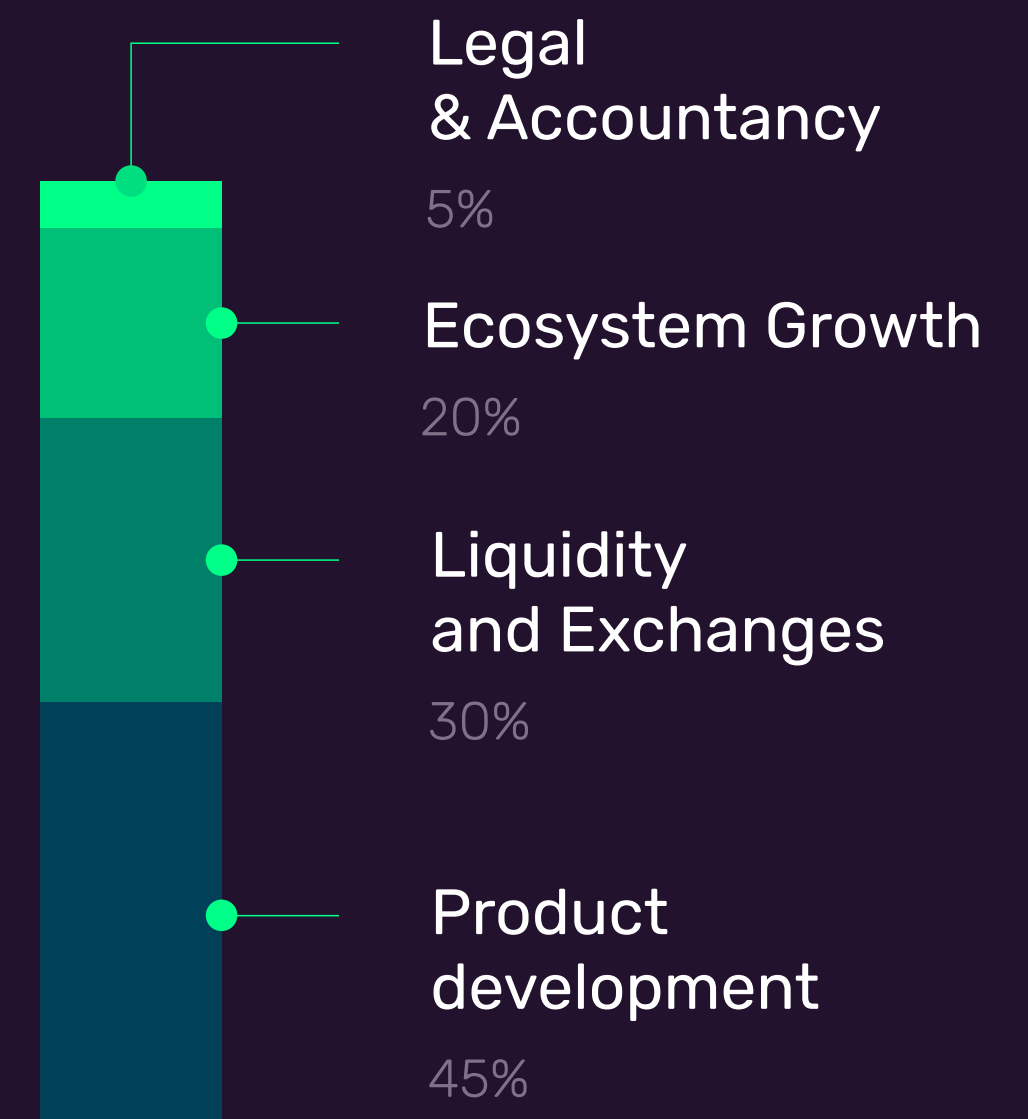 Legal
& Accountancy
5%
Ecosystem Growth
20%
Liquidity
and Exchanges
30%
Product
development
45%